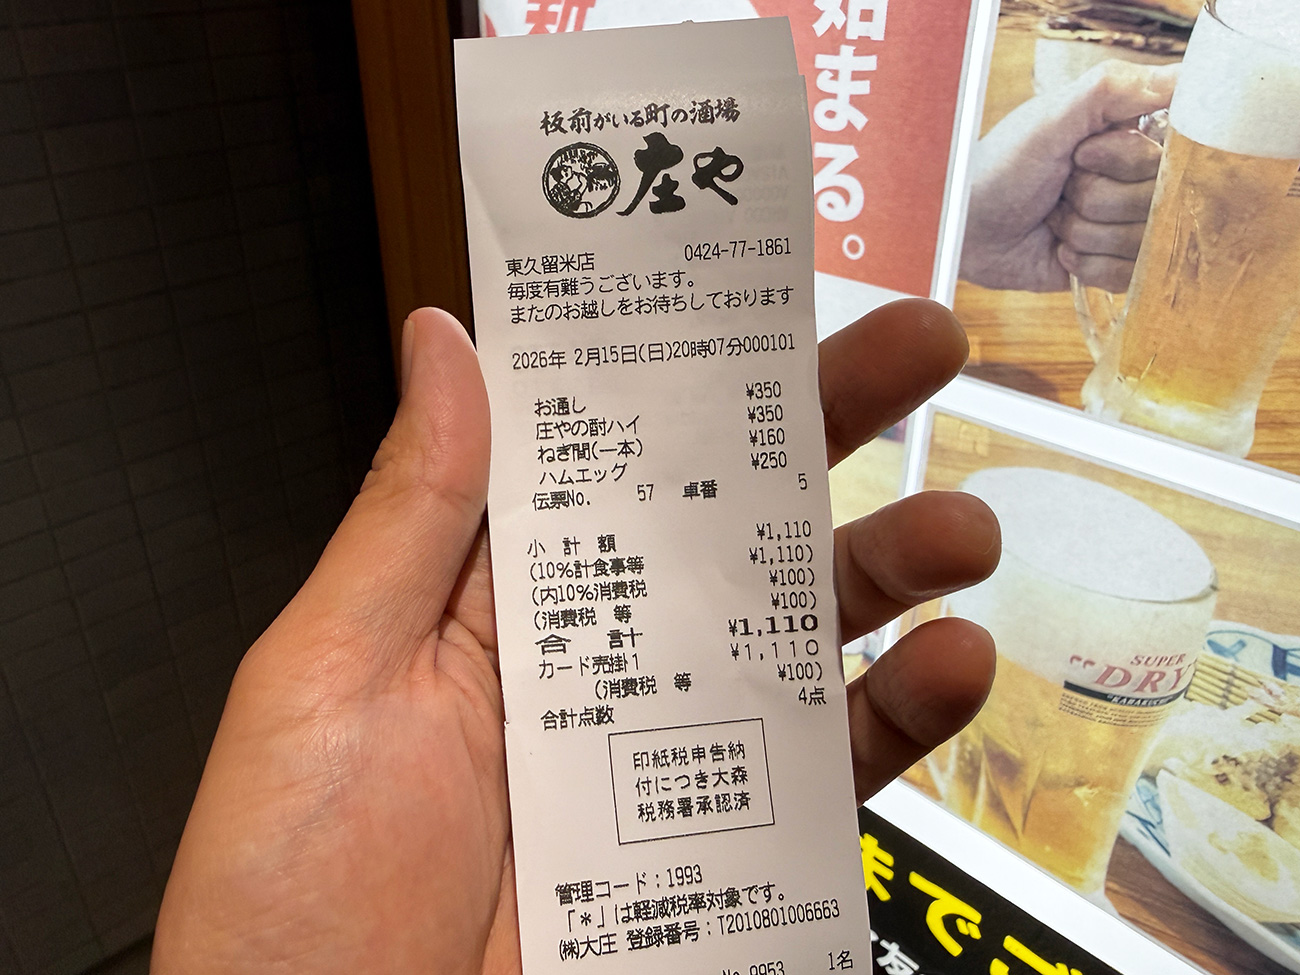 板前がいる町の酒場
庄や
東久留米店 0424-77-1861
毎度有難うございます。
またのお越しをお待ちしております
2026年 2月15日(日)20時07分000101
お通し ¥350
庄やの酎ハイ ¥350
ねぎ間(一本) ¥160
ハムエッグ ¥250
伝票No. 57 卓番 5
小 計 額 ¥1,110
(10%計食事等 ¥1,110)
(内10%消費税 ¥100)
(消費税 等 ¥100)
合 計 ¥1,110
カード売掛1 ¥1,110
(消費税 等 ¥100)
合計点数 4点
印紙税申告納
付につき大森
税務署承認済
管理コード:1993
「*」は軽減税率対象です。
㈱大庄 登録番号:T2010801006663
No.9953 1名
始まる。
SUPER
"DRY"
"KARAKUCHI"
までご